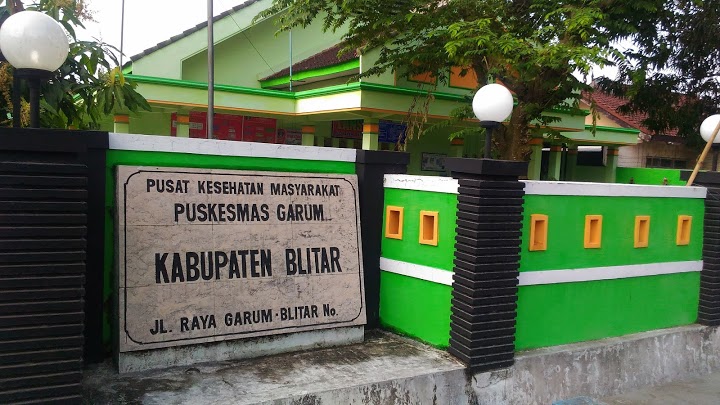 PUSAT KESEHATAN MASYARAKAT
PUSKESMAS GARUM
KABUPATEN BLITAR
JL. RAYA GARUM - BLITAR No.